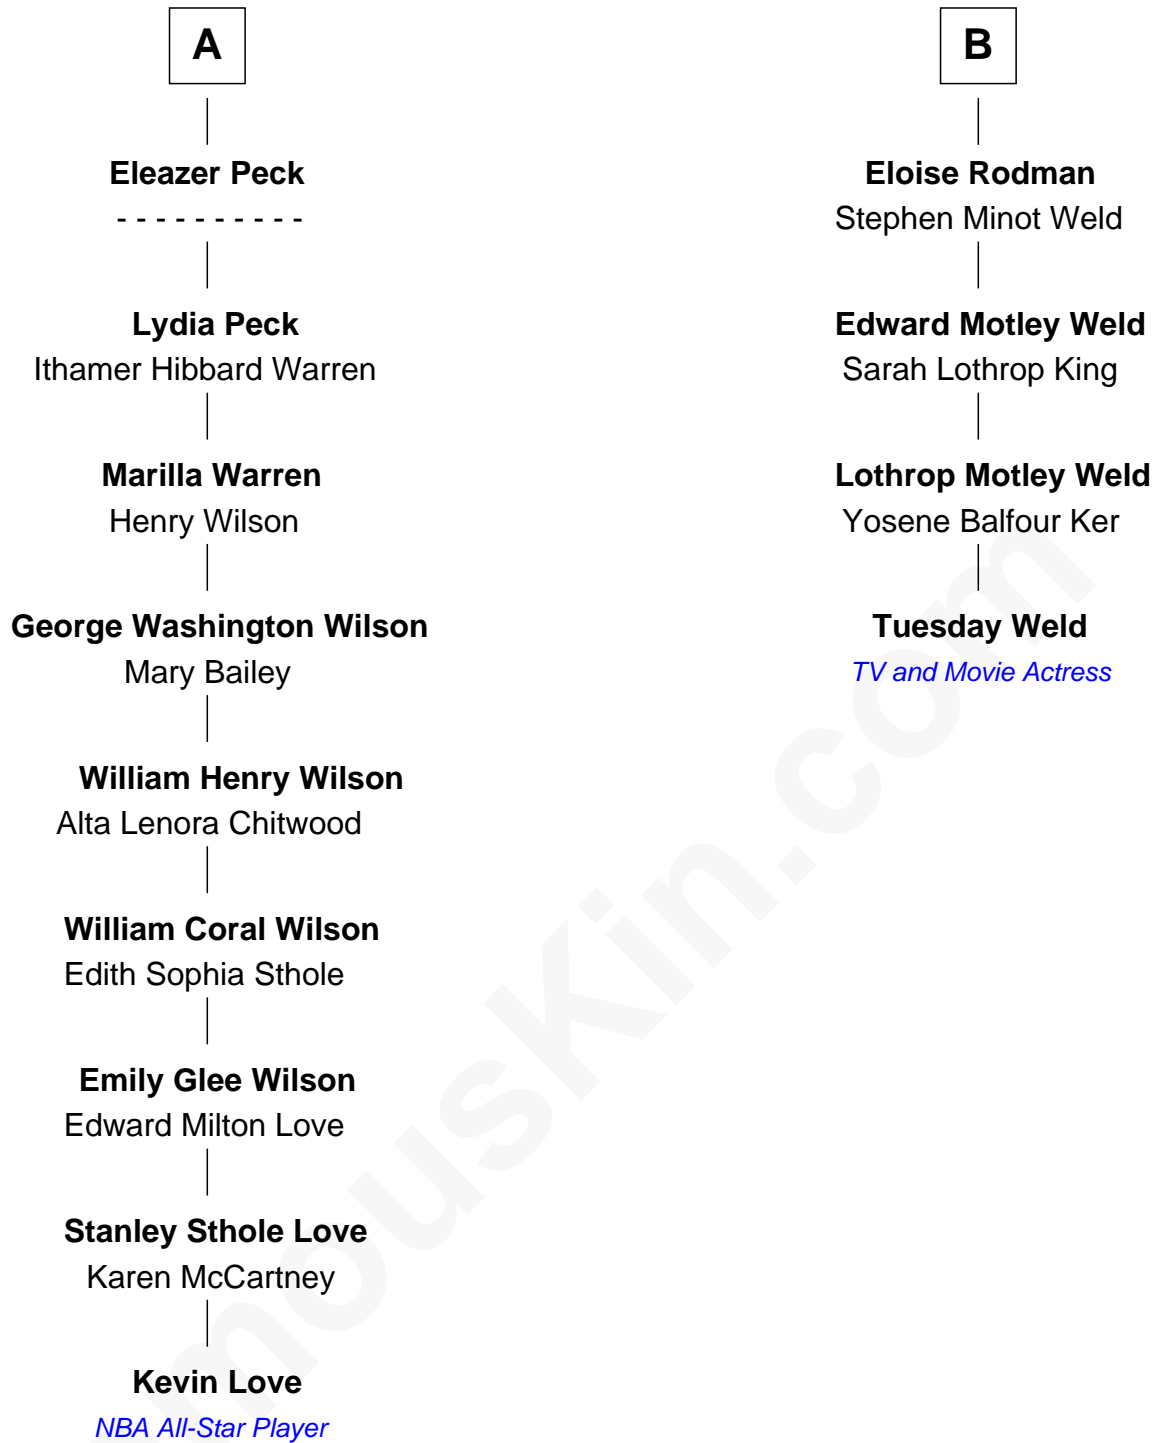 A
Eleazer Peck
- - - - - - - - - -
Lydia Peck
Ithamer Hibbard Warren
Marilla Warren
Henry Wilson
George Washington Wilson
Mary Bailey
William Henry Wilson
Alta Lenora Chitwood
William Coral Wilson
Edith Sophia Sthole
Emily Glee Wilson
Edward Milton Love
Stanley Sthole Love
Karen McCartney
Kevin Love
NBA All-Star Player
B
Eloise Rodman
Stephen Minot Weld
Edward Motley Weld
Sarah Lothrop King
Lothrop Motley Weld
Yosene Balfour Ker
Tuesday Weld
TV and Movie Actress
mousKin.com